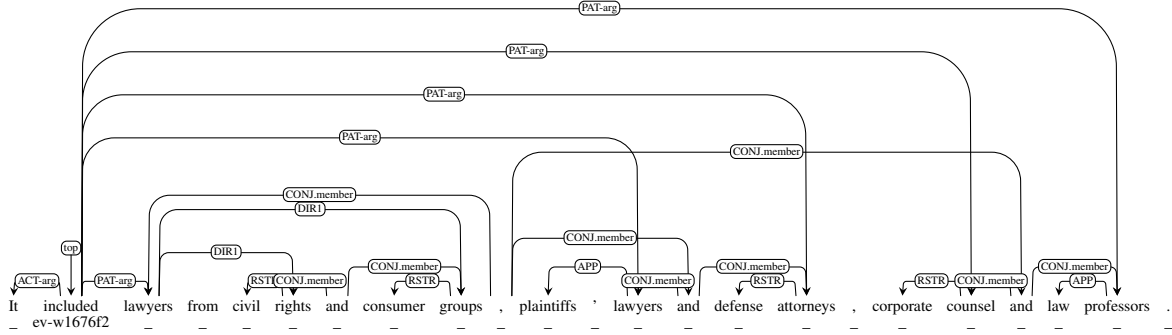 PAT-arg
PAT-arg
PAT-arg
PAT-arg
CONJ.member
CONJ.member
DIR1
CONJ.member
top
DIR1
CONJ.member APP CONJ.member CONJ.member
ACT-arg PAT-arg CONJ.member RSTR CONJ.member RSTR RSTR CONJ.member APP
It included lawyers from civil rights and consumer groups , plaintiffs ' lawyers and defense attorneys , corporate counsel and law professors .
ev-w1676f2
_ _ _ _ _ _ _ _ _ _ _ _ _ _ _ _ _ _ _ _ _ _ _